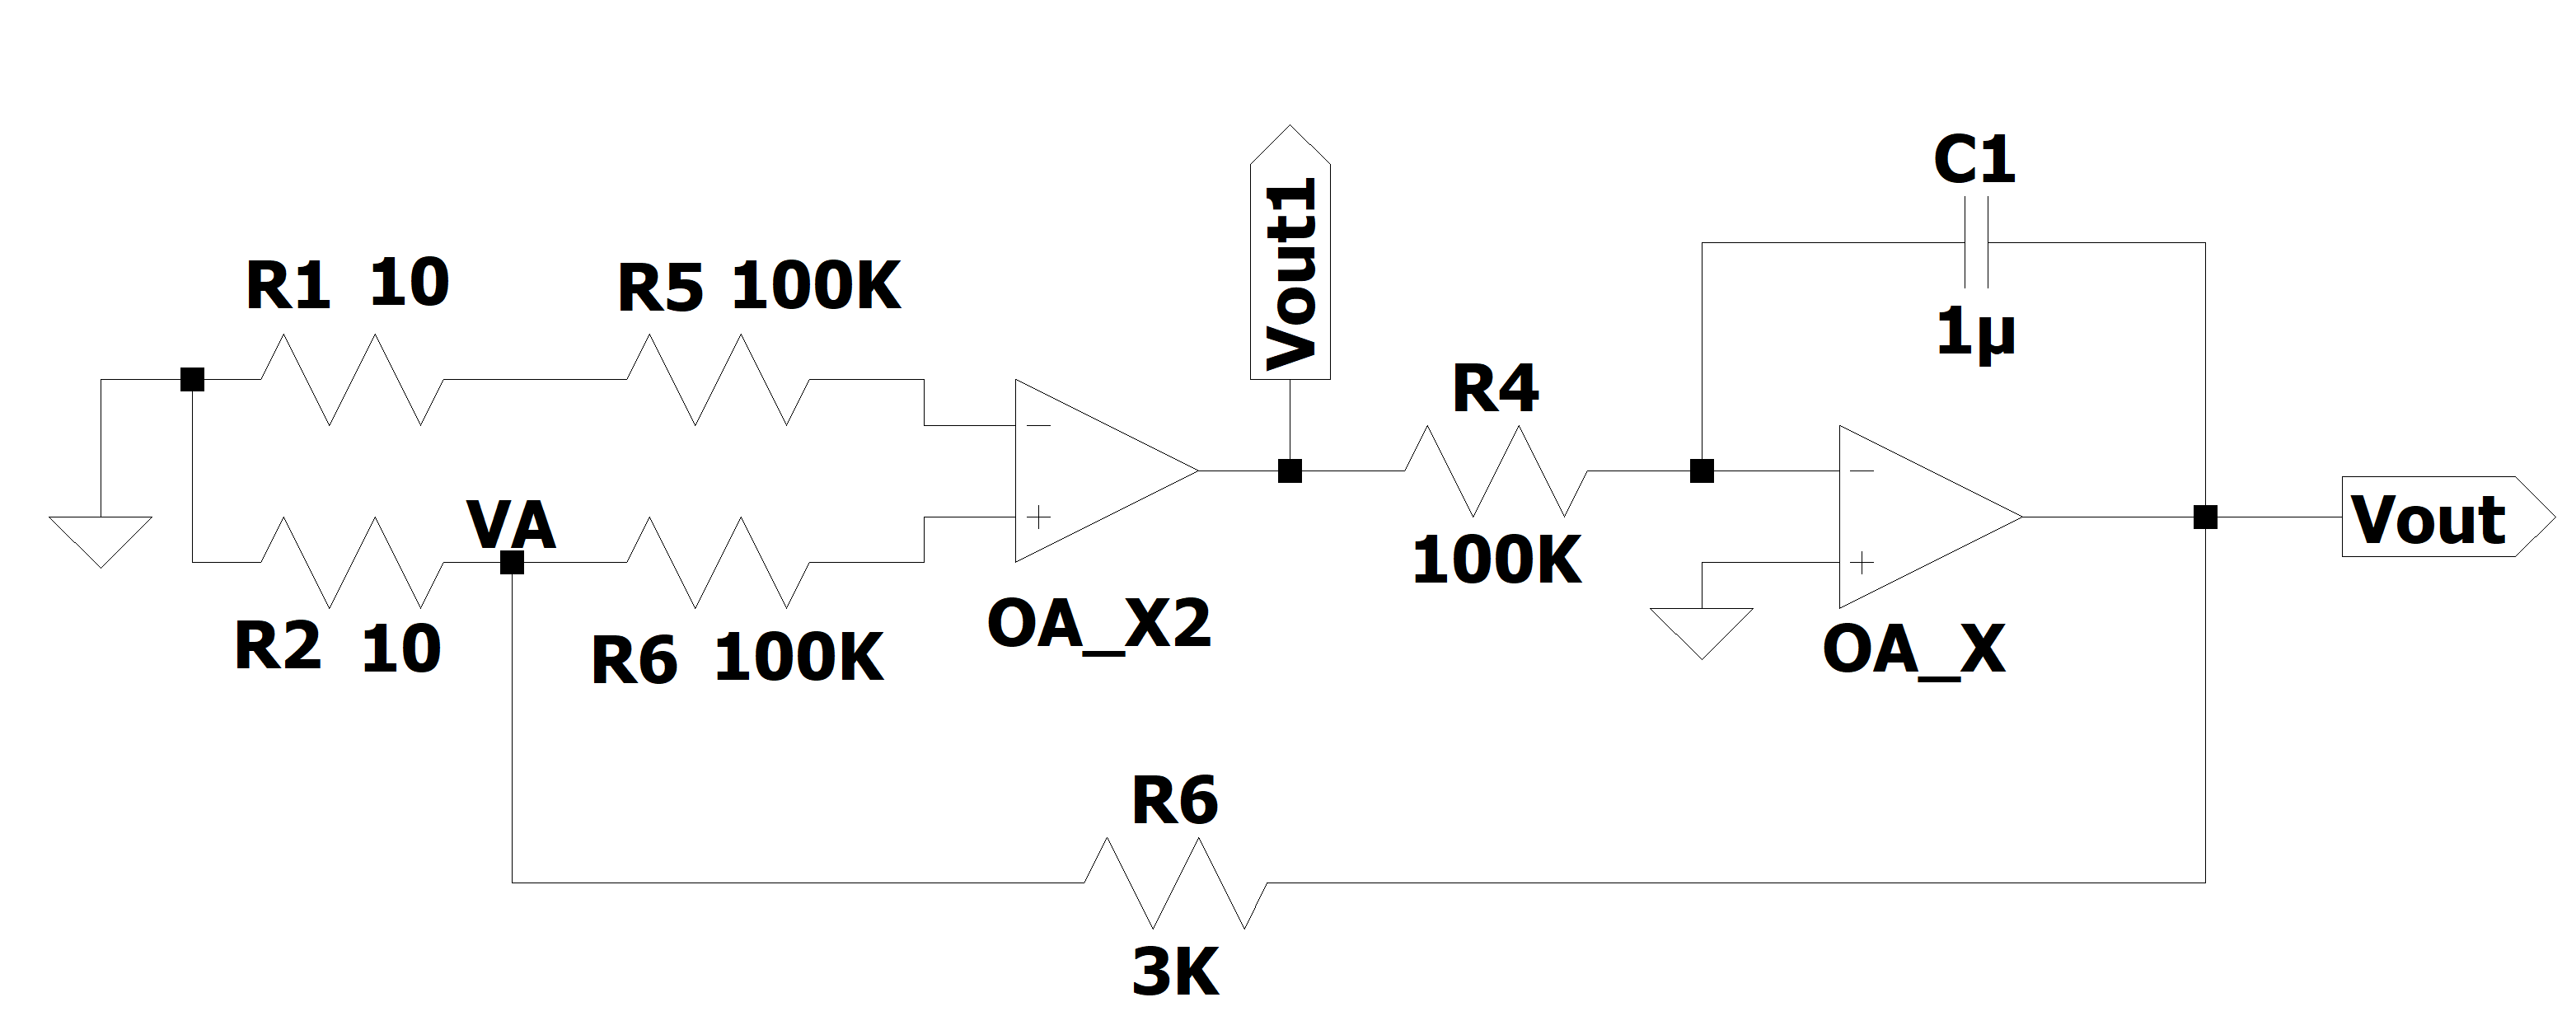 C1
1µ
Vout1
R1 10
R5 100K
R4
100K
VA
Vout
R2 10
R6 100K
OA_X2
OA_X
R6
3K